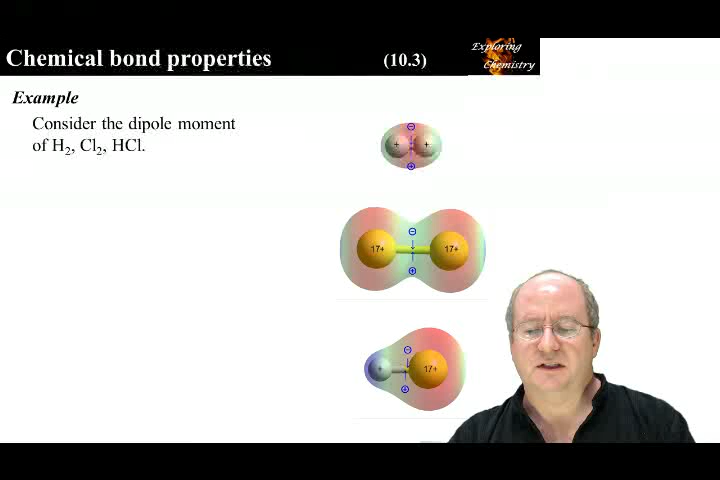 Chemical bond properties (10.3)
Exploring
Chemistry
Example
Consider the dipole moment
of H₂, Cl₂, HCl.
⊖
+ +
⊕
⊖
17+ 17+
⊕
⊖
+ 17+
⊕